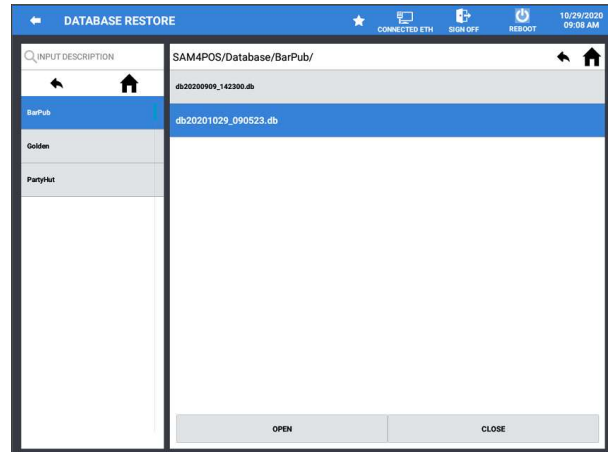 DATABASE RESTORE
CONNECTED ETH
SIGN OFF
REBOOT
10/29/2020
09:08 AM
INPUT DESCRIPTION
BarPub
Golden
PartyHut
SAM4POS/Database/BarPub/
db20200909_142300.db
db20201029_090523.db
OPEN
CLOSE